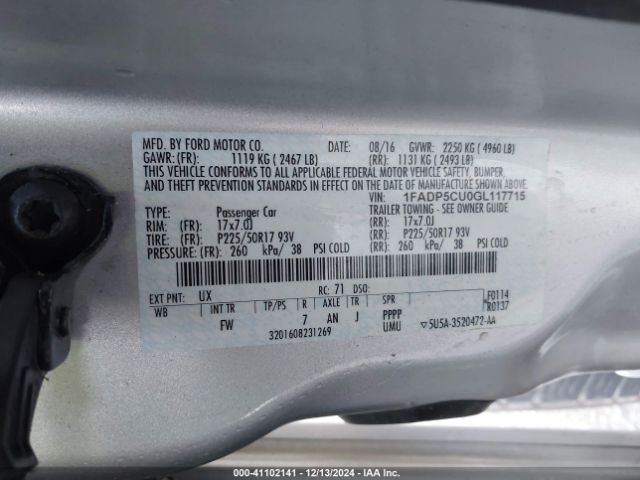 MFD. BY FORD MOTOR CO. DATE: 08/16 GVWR: 2250 KG ( 4960 LB)
GAWR: (FR): 1119 KG ( 2467 LB) (RR): 1131 KG ( 2493 LB)
THIS VEHICLE CONFORMS TO ALL APPLICABLE FEDERAL MOTOR VEHICLE SAFETY, BUMPER,
AND THEFT PREVENTION STANDARDS IN EFFECT ON THE DATE OF MANUFACTURE SHOWN ABOVE.
VIN: 1FADP5CU0GL117715
TYPE: Passenger Car TRAILER TOWING - SEE OWNER GUIDE
RIM: 17x7.0J 17x7.0J
TIRE: P225/50R17 93V (RR): P225/50R17 93V
PRESSURE: (FR): 260 kPa/ 38 PSI COLD (RR): 260 kPa/ 38 PSI COLD
EXT PNT: UX RC: 71 DSO: F0114
WB INT TR TP/PS R AXLE TR SPR R0137
FW 7 AN J PPPP
UMU
3201608231269 ▽5U5A-3520472-AA
000-41102141 - 12/13/2024 - IAA Inc.